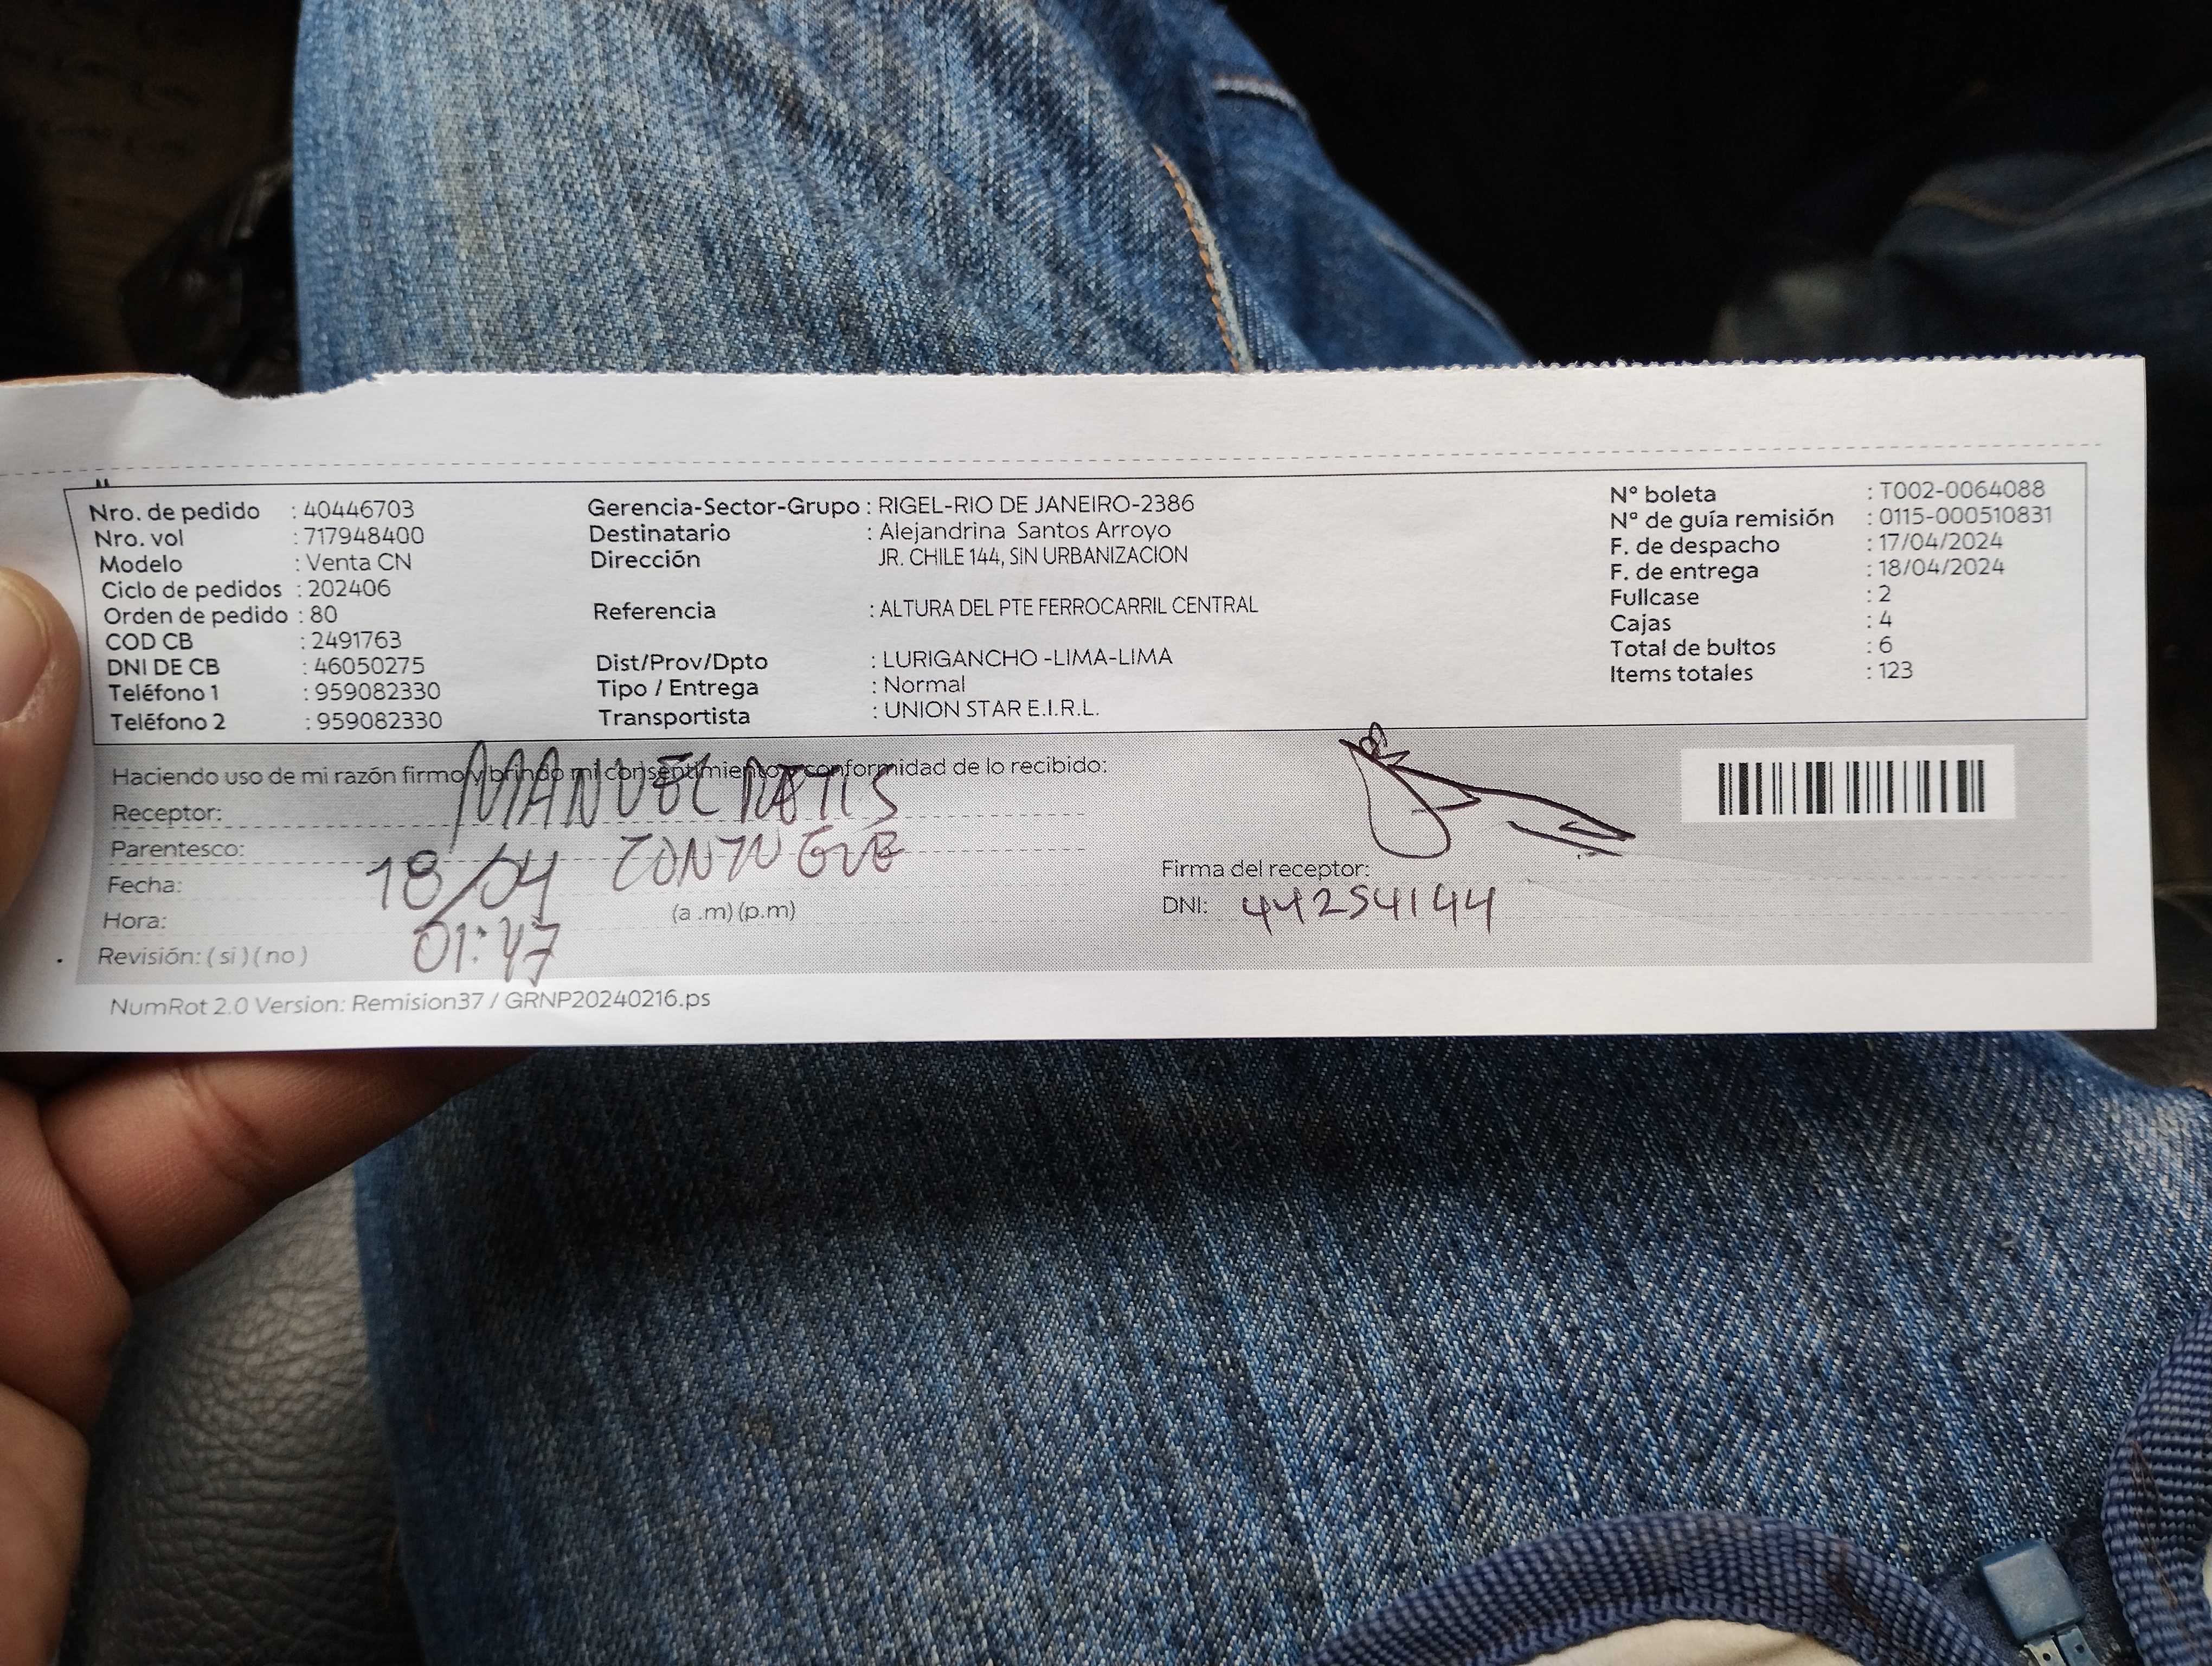 Nro. de pedido : 40446703
Nro. vol : 717948400
Modelo : Venta CN
Ciclo de pedidos : 202406
Orden de pedido : 80
COD CB : 2491763
DNI DE CB : 46050275
Teléfono 1 : 959082330
Teléfono 2 : 959082330
Gerencia-Sector-Grupo : RIGEL-RIO DE JANEIRO-2386
Destinatario : Alejandrina Santos Arroyo
Dirección JR. CHILE 144, SIN URBANIZACION
Referencia : ALTURA DEL PTE FERROCARRIL CENTRAL
Dist/Prov/Dpto : LURIGANCHO -LIMA-LIMA
Tipo / Entrega : Normal
Transportista : UNION STAR E.I.R.L.
N° boleta : T002-0064088
N° de guía remisión : 0115-000510831
F. de despacho : 17/04/2024
F. de entrega : 18/04/2024
Fullcase : 2
Cajas : 4
Total de bultos : 6
Items totales : 123
Haciendo uso de mi razón firmo y brindo mi consentimiento y conformidad de lo recibido:
Receptor: MANUEL
Parentesco: CONYUGUE
Fecha: 18/04
Hora: 01:47 (a .m) (p.m)
Revisión: ( si ) ( no )
Firma del receptor:
DNI: 44254144
NumRot 2.0 Version: Remision37 / GRNP20240216.ps